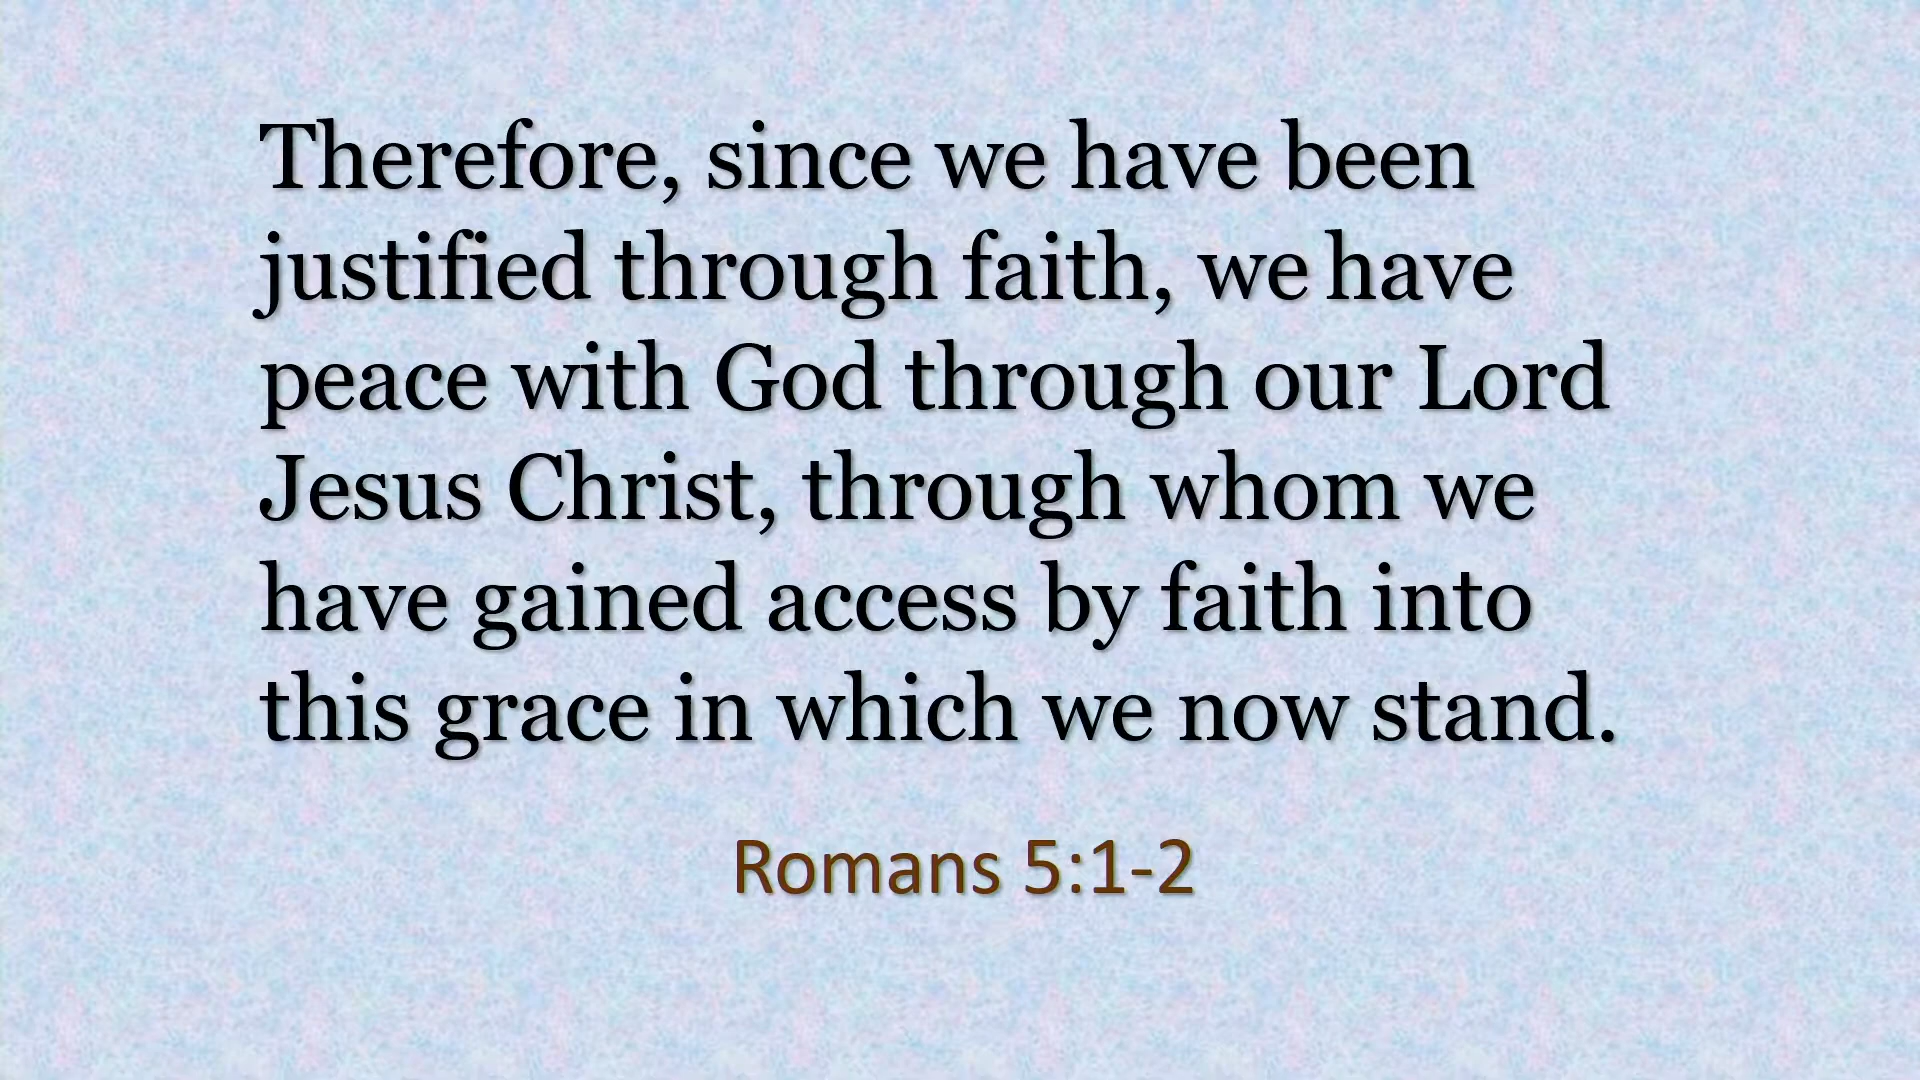 Therefore, since we have been
justified through faith, we have
peace with God through our Lord
Jesus Christ, through whom we
have gained access by faith into
this grace in which we now stand.
Romans 5:1-2